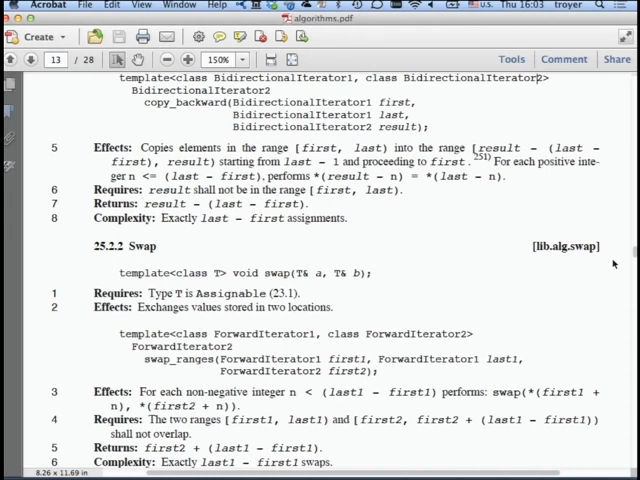 Acrobat File Edit View Window Help U.S. Thu 16:03 troyer
algorithms.pdf
Create
13 / 28 150% Tools Comment Share
template<class BidirectionalIterator1, class BidirectionalIterator2>
BidirectionalIterator2
copy_backward(BidirectionalIterator1 first,
BidirectionalIterator1 last,
BidirectionalIterator2 result);
5 Effects: Copies elements in the range [first, last) into the range [result - (last -
first), result) starting from last - 1 and proceeding to first. 251) For each positive inte-
ger n <= (last - first), performs *(result - n) = *(last - n).
6 Requires: result shall not be in the range [first, last).
7 Returns: result - (last - first).
8 Complexity: Exactly last - first assignments.
25.2.2 Swap [lib.alg.swap]
template<class T> void swap(T& a, T& b);
1 Requires: Type T is Assignable (23.1).
2 Effects: Exchanges values stored in two locations.
template<class ForwardIterator1, class ForwardIterator2>
ForwardIterator2
swap_ranges(ForwardIterator1 first1, ForwardIterator1 last1,
ForwardIterator2 first2);
3 Effects: For each non-negative integer n < (last1 - first1) performs: swap(*(first1 +
n), *(first2 + n)).
4 Requires: The two ranges [first1, last1) and [first2, first2 + (last1 - first1))
shall not overlap.
5 Returns: first2 + (last1 - first1).
6 Complexity: Exactly last1 - first1 swaps.
8.26 x 11.69 in